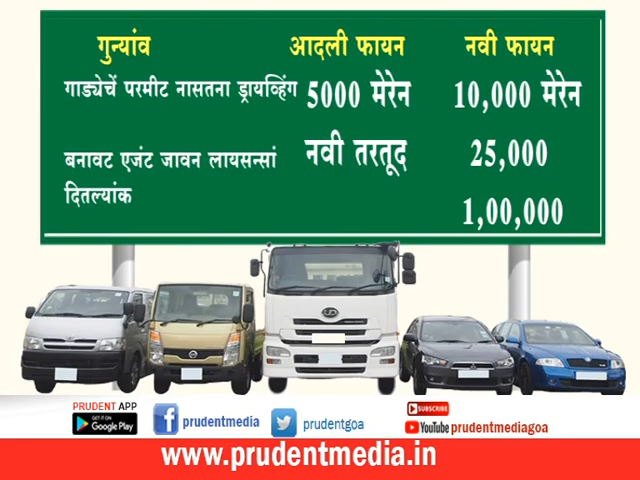 गुन्यांव आदली फायन नवी फायन
गाड्येचें परमीट नासतना ड्रायव्हिंग 5000 मेरेन 10,000 मेरेन
बनावट एजंट जावन लायसन्सां नवी तरतूद 25,000
दितल्यांक 1,00,000
PRUDENT APP
GET IT ON
Google Play
prudentmedia
prudentgoa
SUBSCRIBE
YouTube prudentmediagoa
www.prudentmedia.in